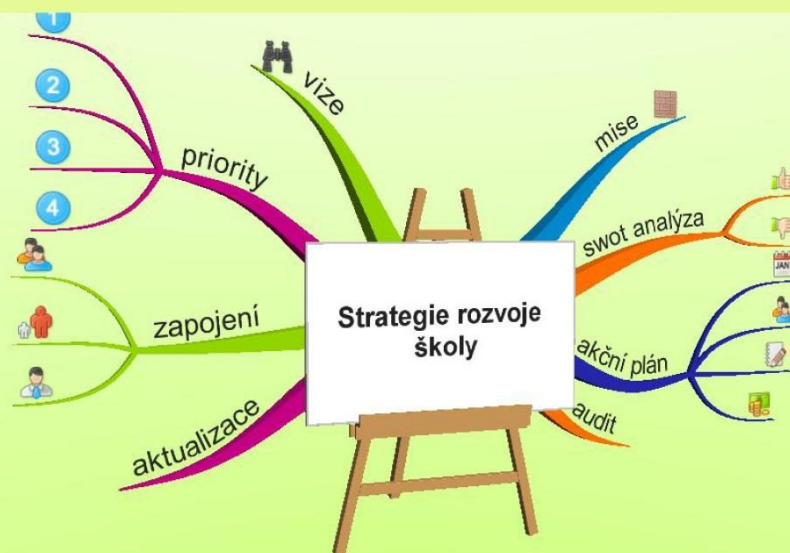 1
2
3
4
priority
vize
mise
swot analýza
JAN
akční plán
audit
Strategie rozvoje
školy
zapojení
aktualizace